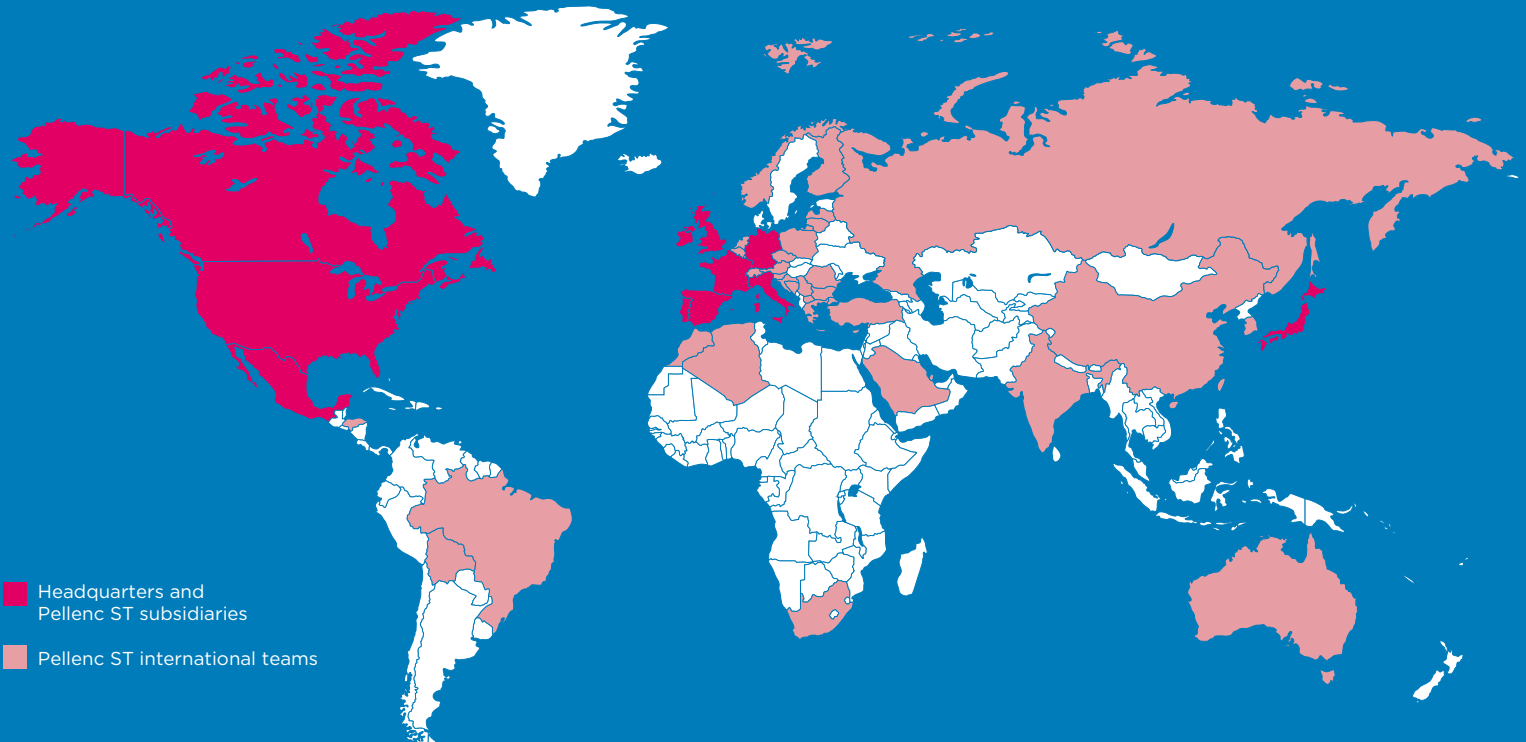 Headquarters and
Pellenc ST subsidiaries
Pellenc ST international teams